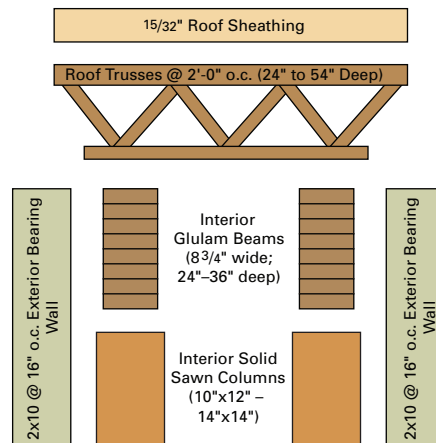 15/32" Roof Sheathing
Roof Trusses @ 2'-0" o.c. (24" to 54" Deep)
2x10 @ 16" o.c. Exterior Bearing
Wall
Interior
Glulam Beams
(8 3/4" wide;
24"–36" deep)
Interior Solid
Sawn Columns
(10"x12" –
14"x14")
2x10 @ 16" o.c. Exterior Bearing
Wall